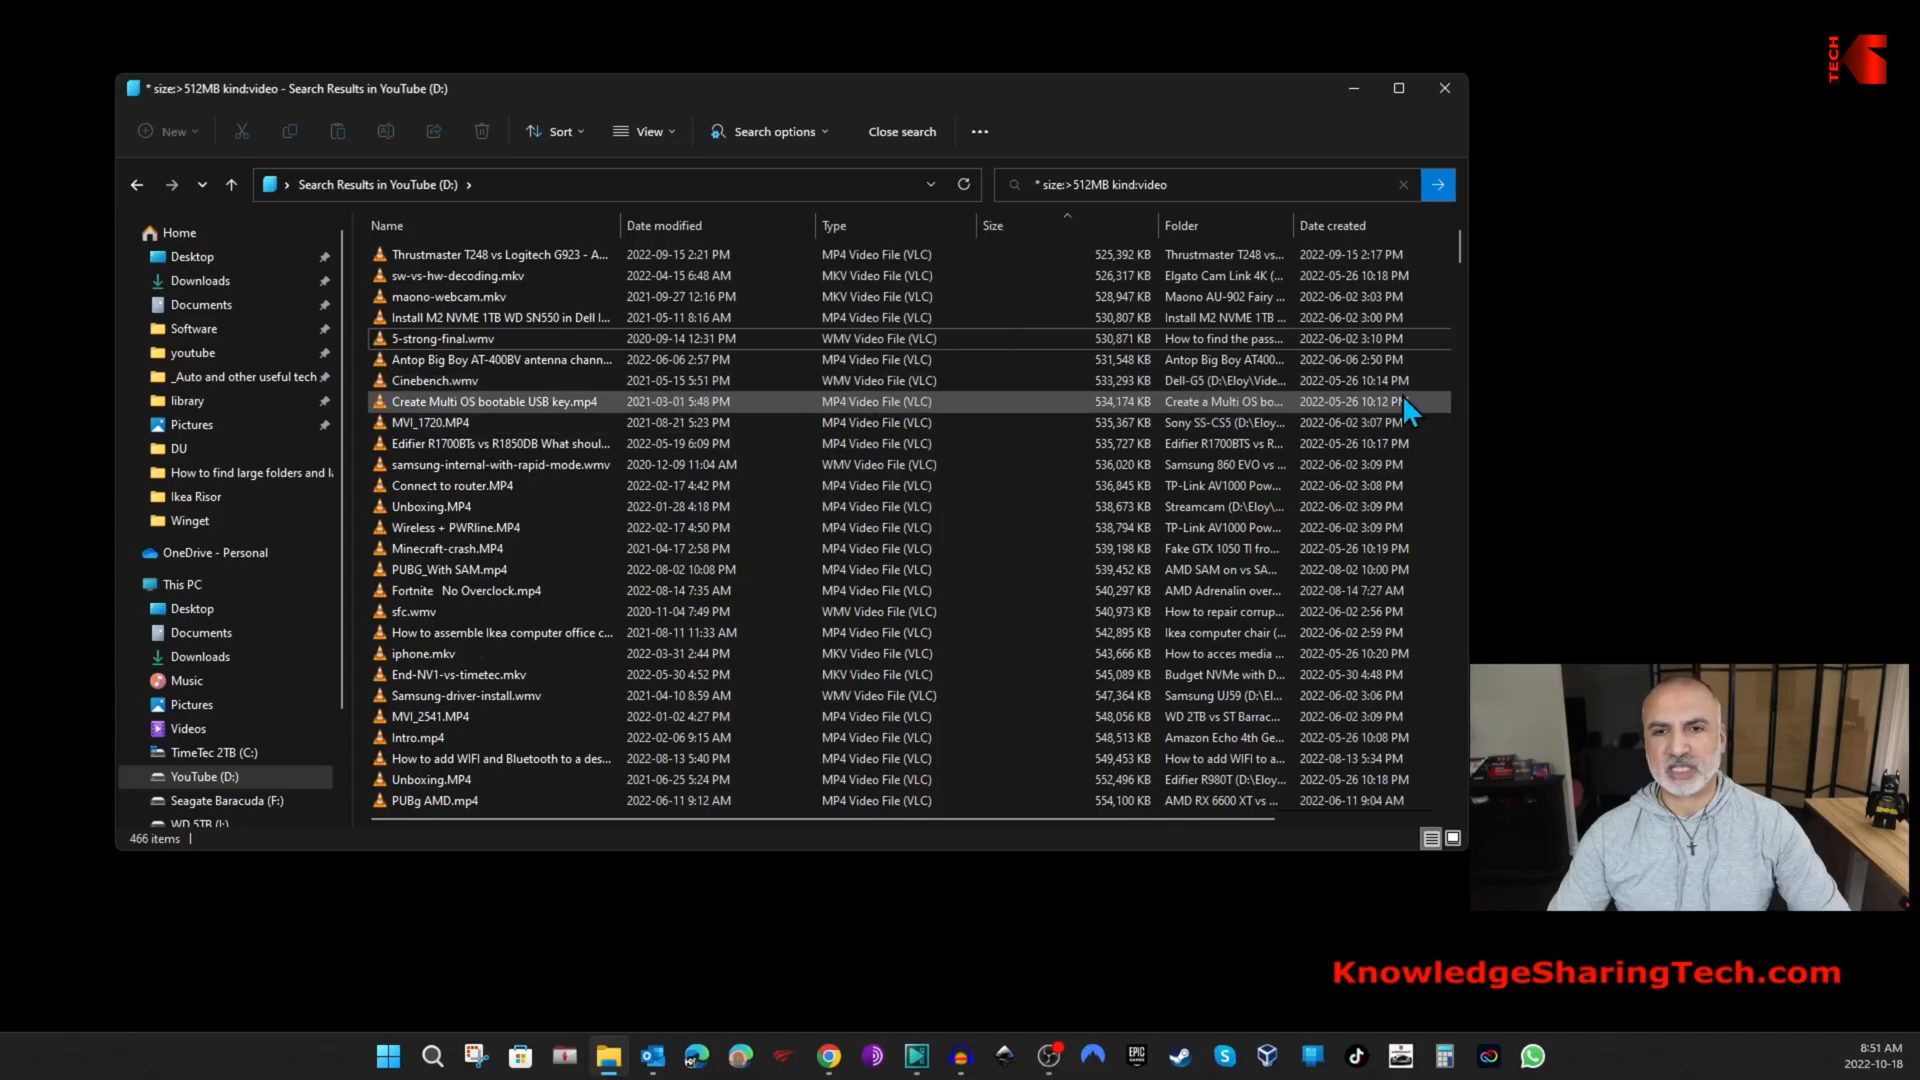 TECH
* size:>512MB kind:video - Search Results in YouTube (D:)
New
Sort
View
Search options
Close search
Search Results in YouTube (D:)
* size:>512MB kind:video
Home
Desktop
Downloads
Documents
Software
youtube
_Auto and other useful tech
library
Pictures
DU
How to find large folders and l
Ikea Risor
Winget
OneDrive - Personal
This PC
Desktop
Documents
Downloads
Music
Pictures
Videos
TimeTec 2TB (C:)
YouTube (D:)
Seagate Baracuda (F:)
WD 5TB (I:)
Name Date modified Type Size Folder Date created
Thrustmaster T248 vs Logitech G923 - A... 2022-09-15 2:21 PM MP4 Video File (VLC) 525,392 KB Thrustmaster T248 vs... 2022-09-15 2:17 PM
sw-vs-hw-decoding.mkv 2022-04-15 6:48 AM MKV Video File (VLC) 526,317 KB Elgato Cam Link 4K (... 2022-05-26 10:18 PM
maono-webcam.mkv 2021-09-27 12:16 PM MKV Video File (VLC) 528,947 KB Maono AU-902 Fairy ... 2022-06-02 3:03 PM
Install M2 NVME 1TB WD SN550 in Dell I... 2021-05-11 8:16 AM MP4 Video File (VLC) 530,807 KB Install M2 NVME 1TB ... 2022-06-02 3:00 PM
5-strong-final.wmv 2020-09-14 12:31 PM WMV Video File (VLC) 530,871 KB How to find the pass... 2022-06-02 3:10 PM
Antop Big Boy AT-400BV antenna chann... 2022-06-06 2:57 PM MP4 Video File (VLC) 531,548 KB Antop Big Boy AT400... 2022-06-06 2:50 PM
Cinebench.wmv 2021-05-15 5:51 PM WMV Video File (VLC) 533,293 KB Dell-G5 (D:\Eloy\Vide... 2022-05-26 10:14 PM
Create Multi OS bootable USB key.mp4 2021-03-01 5:48 PM MP4 Video File (VLC) 534,174 KB Create a Multi OS bo... 2022-05-26 10:12 PM
MVI_1720.MP4 2021-08-21 5:23 PM MP4 Video File (VLC) 535,367 KB Sony SS-CS5 (D:\Eloy... 2022-06-02 3:07 PM
Edifier R1700BTs vs R1850DB What shoul... 2022-05-19 6:09 PM MP4 Video File (VLC) 535,727 KB Edifier R1700BTS vs R... 2022-05-26 10:17 PM
samsung-internal-with-rapid-mode.wmv 2020-12-09 11:04 AM WMV Video File (VLC) 536,020 KB Samsung 860 EVO vs ... 2022-06-02 3:09 PM
Connect to router.MP4 2022-02-17 4:42 PM MP4 Video File (VLC) 536,845 KB TP-Link AV1000 Pow... 2022-06-02 3:08 PM
Unboxing.MP4 2022-01-28 4:18 PM MP4 Video File (VLC) 538,673 KB Streamcam (D:\Eloy\... 2022-06-02 3:09 PM
Wireless + PWRline.MP4 2022-02-17 4:50 PM MP4 Video File (VLC) 538,794 KB TP-Link AV1000 Pow... 2022-06-02 3:09 PM
Minecraft-crash.MP4 2021-04-17 2:58 PM MP4 Video File (VLC) 539,198 KB Fake GTX 1050 TI fro... 2022-05-26 10:19 PM
PUBG_With SAM.mp4 2022-08-02 10:08 PM MP4 Video File (VLC) 539,452 KB AMD SAM on vs SA... 2022-08-02 10:00 PM
Fortnite No Overclock.mp4 2022-08-14 7:35 AM MP4 Video File (VLC) 540,297 KB AMD Adrenalin over... 2022-08-14 7:27 AM
sfc.wmv 2020-11-04 7:49 PM WMV Video File (VLC) 540,973 KB How to repair corrup... 2022-06-02 2:56 PM
How to assemble Ikea computer office c... 2021-08-11 11:33 AM MP4 Video File (VLC) 542,895 KB Ikea computer chair (... 2022-06-02 2:59 PM
iphone.mkv 2022-03-31 2:44 PM MKV Video File (VLC) 543,666 KB How to acces media ... 2022-05-26 10:20 PM
End-NV1-vs-timetec.mkv 2022-05-30 4:52 PM MKV Video File (VLC) 545,089 KB Budget NVMe with D... 2022-05-30 4:48 PM
Samsung-driver-install.wmv 2021-04-10 8:59 AM WMV Video File (VLC) 547,364 KB Samsung UJ59 (D:\El... 2022-06-02 3:06 PM
MVI_2541.MP4 2022-01-02 4:27 PM MP4 Video File (VLC) 548,056 KB WD 2TB vs ST Barrac... 2022-06-02 3:09 PM
Intro.mp4 2022-02-06 9:15 AM MP4 Video File (VLC) 548,513 KB Amazon Echo 4th Ge... 2022-05-26 10:08 PM
How to add WIFI and Bluetooth to a des... 2022-08-13 5:40 PM MP4 Video File (VLC) 549,469 KB How to add WIFI to a... 2022-08-13 5:34 PM
Unboxing.MP4 2021-06-25 5:24 PM MP4 Video File (VLC) 552,496 KB Edifier R980T (D:\Eloy... 2022-05-26 10:18 PM
PUBg AMD.mp4 2022-06-11 9:12 AM MP4 Video File (VLC) 554,100 KB AMD RX 6600 XT vs ... 2022-06-11 9:04 AM
466 items
KnowledgeSharingTech.com
EPIC
8:51 AM
2022-10-18